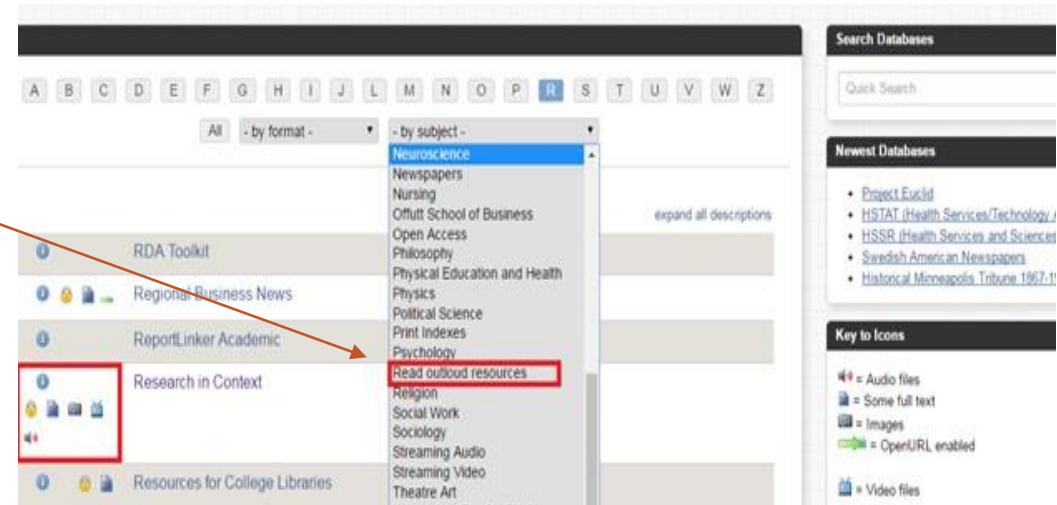 Search Databases
A B C D E F G H I J L M N O P R S T U V W Z
Quick Search
All - by format - - by subject -
Neuroscience
Newspapers
Nursing
Offutt School of Business
Open Access
Philosophy
Physical Education and Health
Physics
Political Science
Print Indexes
Psychology
Read outloud resources
Religion
Social Work
Sociology
Streaming Audio
Streaming Video
Theatre Art
expand all descriptions
RDA Toolkit
Regional Business News
ReportLinker Academic
Research in Context
Resources for College Libraries
Newest Databases
Project Euclid
HSTAT (Health Services/Technology
HSSR (Health Services and Sciences
Swedish American Newspapers
Historical Minneapolis Tribune 1867-1
Key to Icons
= Audio files
= Some full text
= Images
= OpenURL enabled
= Video files